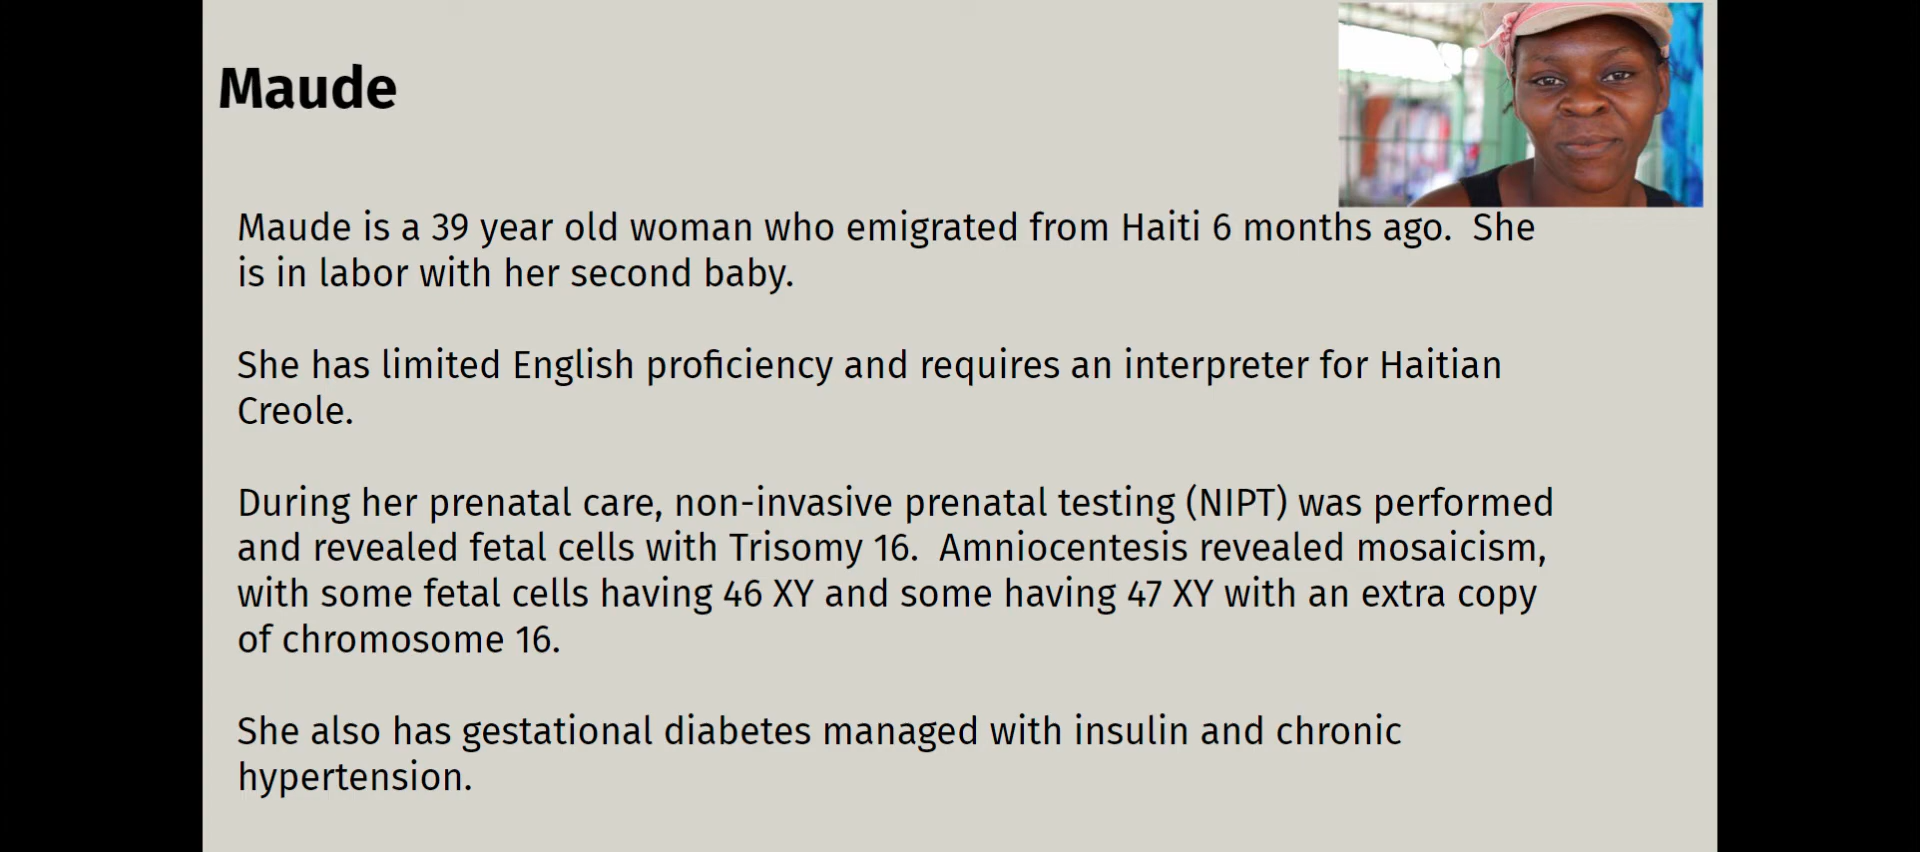 Maude
Maude is a 39 year old woman who emigrated from Haiti 6 months ago.  She
is in labor with her second baby.
She has limited English proficiency and requires an interpreter for Haitian
Creole.
During her prenatal care, non-invasive prenatal testing (NIPT) was performed
and revealed fetal cells with Trisomy 16.  Amniocentesis revealed mosaicism,
with some fetal cells having 46 XY and some having 47 XY with an extra copy
of chromosome 16.
She also has gestational diabetes managed with insulin and chronic
hypertension.